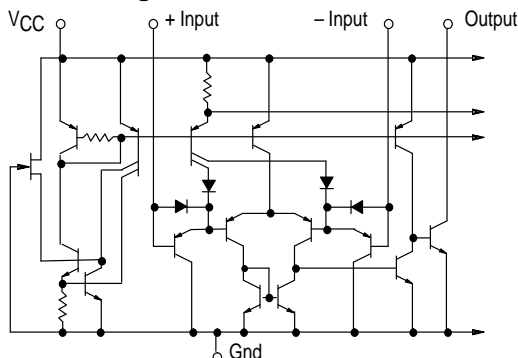 VCC
+ Input
– Input
Output
Gnd